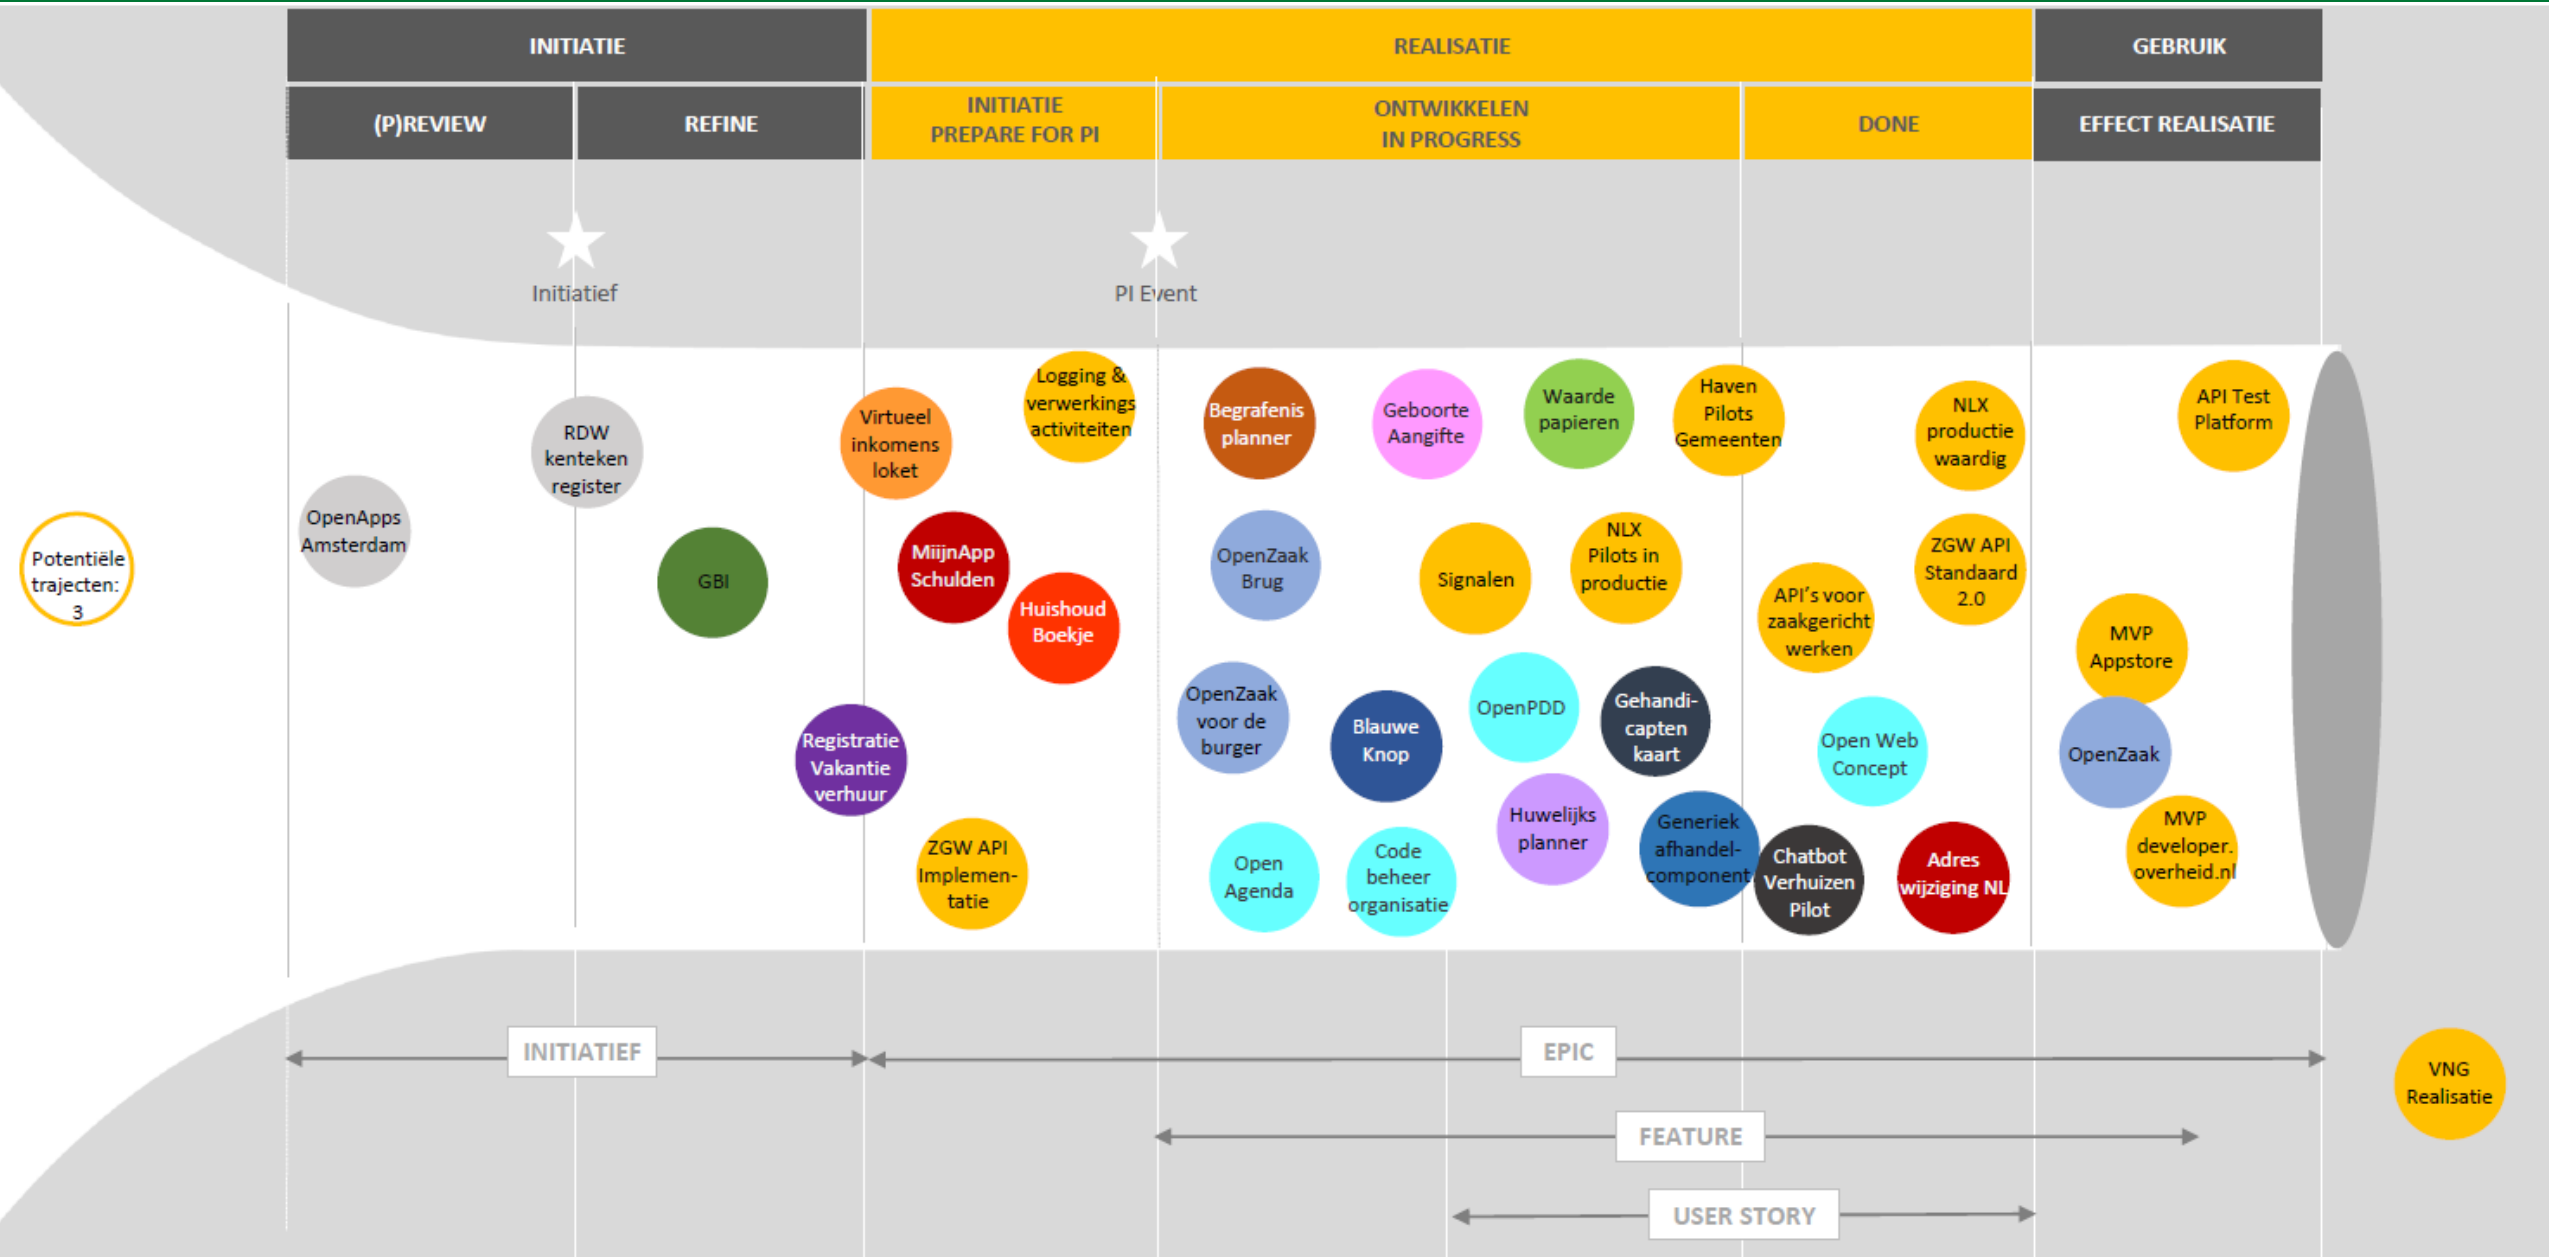 INITIATIE
REALISATIE
GEBRUIK
(P)REVIEW
REFINE
INITIATIE
PREPARE FOR PI
ONTWIKKELEN
IN PROGRESS
DONE
EFFECT REALISATIE
Initiatief
PI Event
Potentiële
trajecten:
3
OpenApps
Amsterdam
RDW
kenteken
register
GBI
Registratie
Vakantie
verhuur
Virtueel
inkomens
loket
Logging &
verwerkings
activiteiten
MiijnApp
Schulden
Huishoud
Boekje
ZGW API
Implemen-
tatie
Begrafenis
planner
Geboorte
Aangifte
Waarde
papieren
Haven
Pilots
Gemeenten
OpenZaak
Brug
Signalen
NLX
Pilots in
productie
OpenZaak
voor de
burger
Blauwe
Knop
OpenPDD
Gehandi-
capten
kaart
Huwelijks
planner
Generiek
afhandel-
component
Open
Agenda
Code
beheer
organisatie
NLX
productie
waardig
ZGW API
Standaard
2.0
API's voor
zaakgericht
werken
Open Web
Concept
Chatbot
Verhuizen
Pilot
Adres
wijziging NL
API Test
Platform
MVP
Appstore
OpenZaak
MVP
developer.
overheid.nl
INITIATIEF
EPIC
FEATURE
USER STORY
VNG
Realisatie